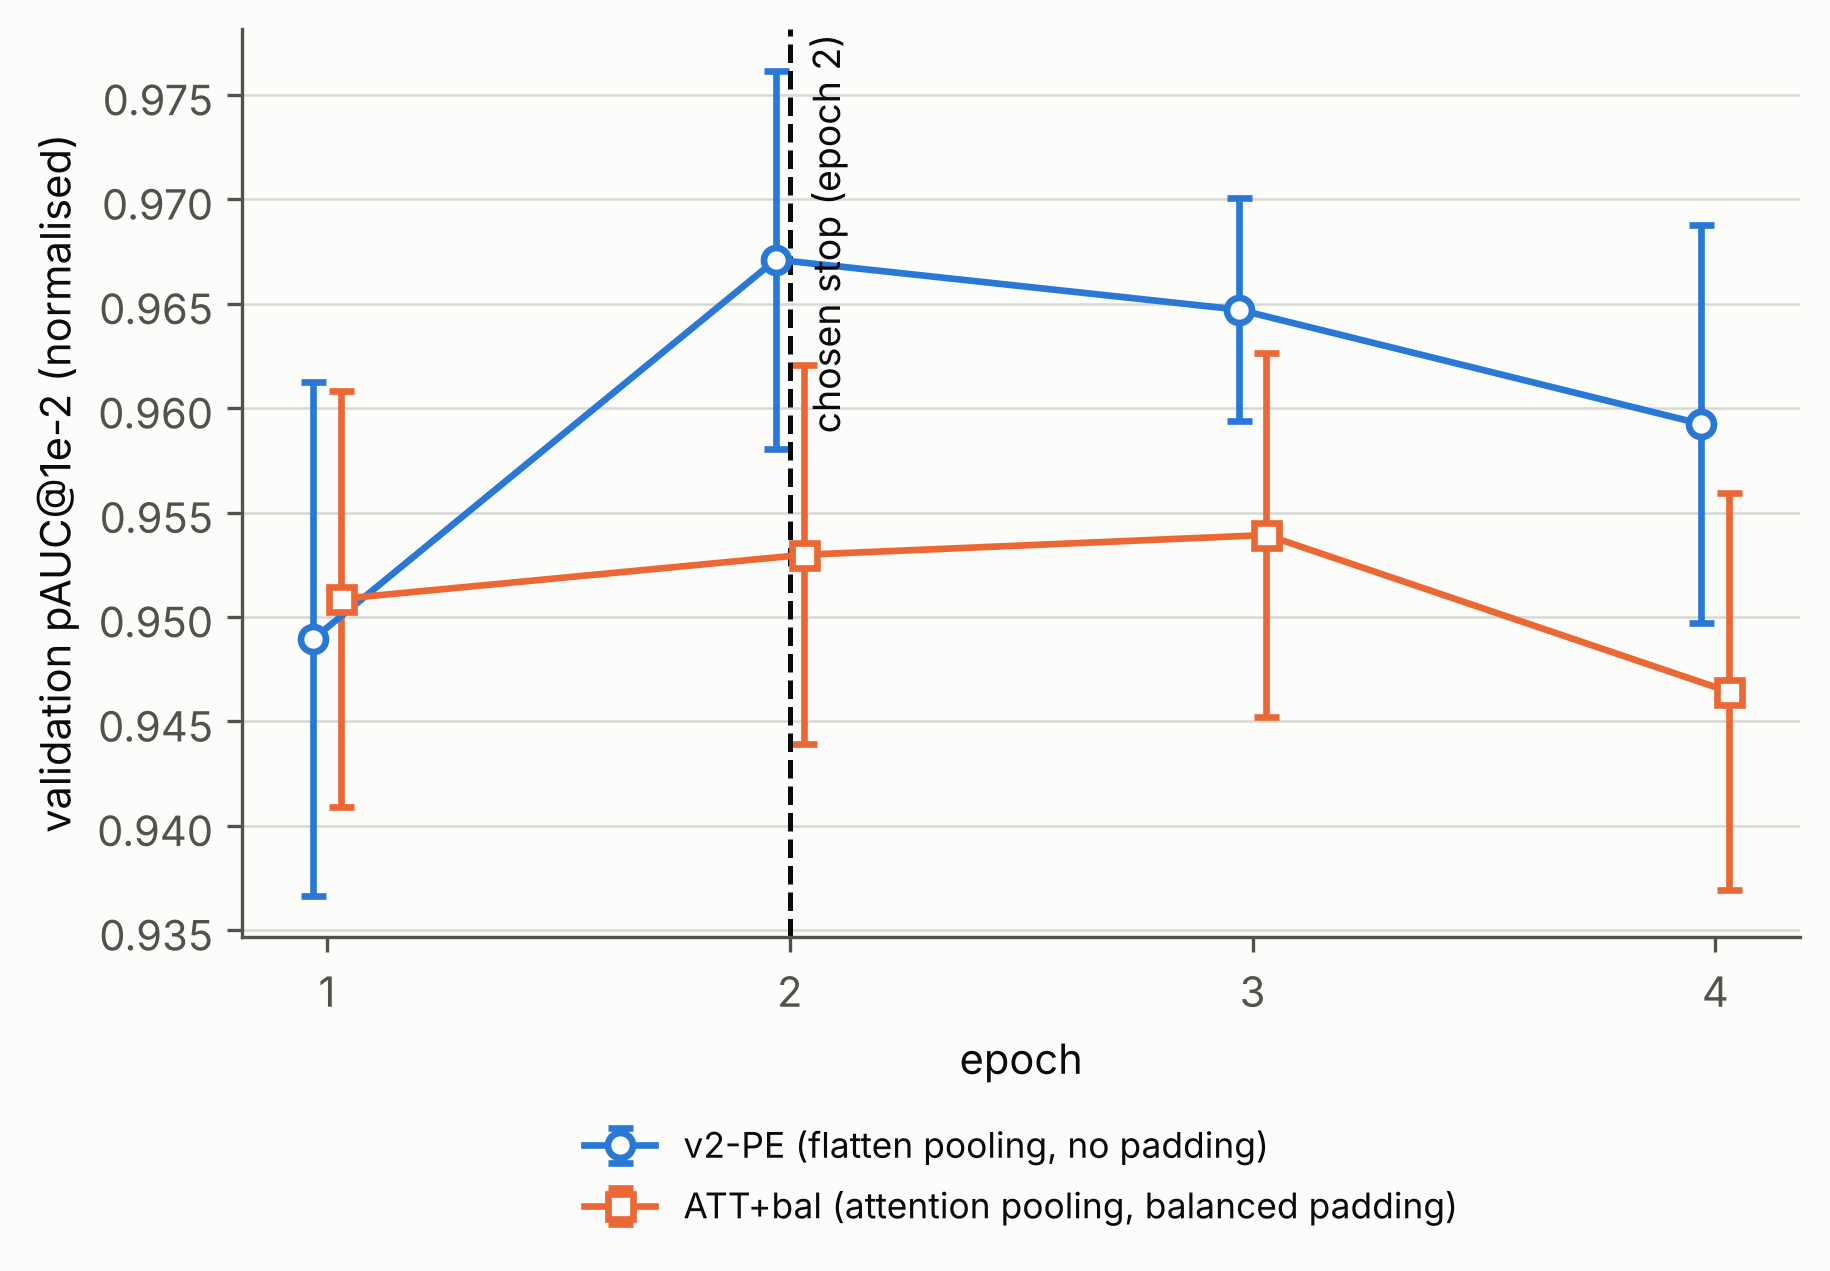 validation pAUC@1e-2 (normalised)
0.975
0.970
0.965
0.960
0.955
0.950
0.945
0.940
0.935
chosen stop (epoch 2)
1
2
3
4
epoch
v2-PE (flatten pooling, no padding)
ATT+bal (attention pooling, balanced padding)